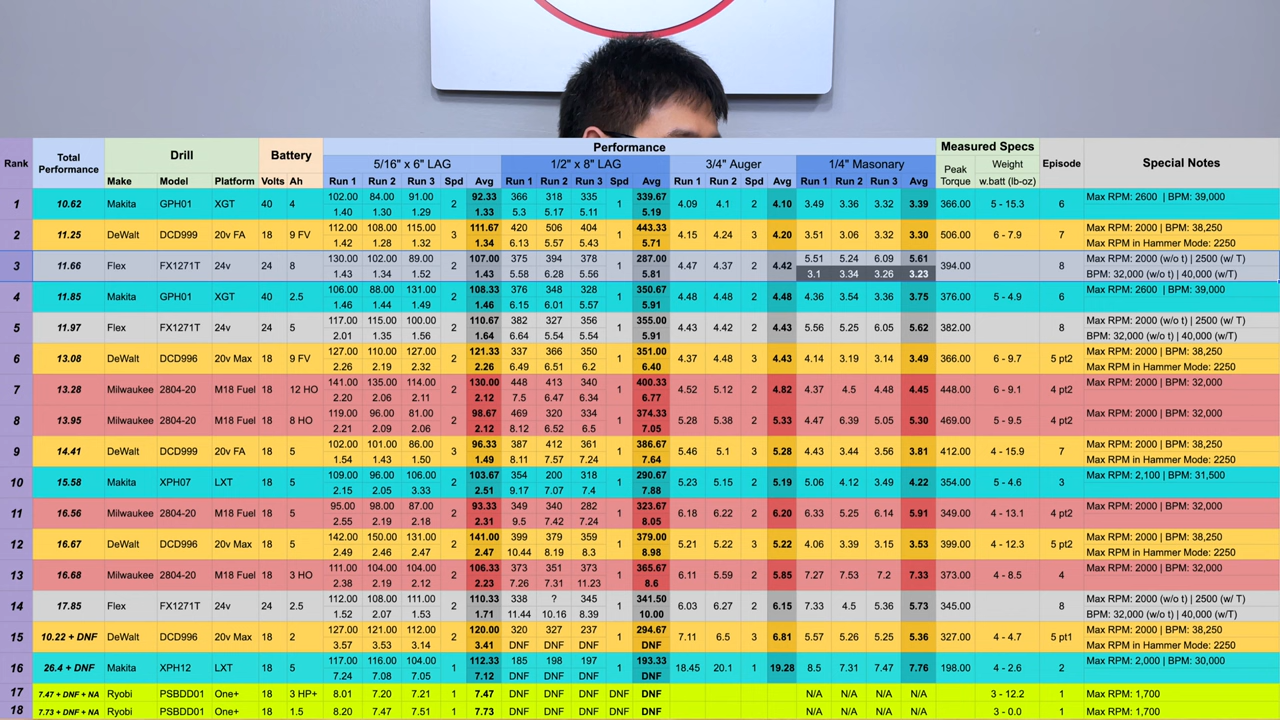 Performance
Rank Total Performance Drill Battery 5/16" x 6" LAG 1/2" x 8" LAG 3/4" Auger 1/4" Masonary Measured Specs Episode Special Notes
Make Model Platform Volts Ah Run 1 Run 2 Run 3 Spd Avg Run 1 Run 2 Run 3 Spd Avg Run 1 Run 2 Spd Avg Run 1 Run 2 Run 3 Avg Peak Torque Weight w.batt (lb-oz)
1 10.62 Makita GPH01 XGT 40 4 102.00 84.00 91.00 2 92.33 366 318 335 1 339.67 4.09 4.1 2 4.10 3.49 3.36 3.32 3.39 366.00 5 - 15.3 6 Max RPM: 2600 | BPM: 39,000
1.40 1.30 1.29 1.33 5.3 5.17 5.11 5.19
2 11.25 DeWalt DCD999 20v FA 18 9 FV 112.00 108.00 115.00 3 111.67 420 506 404 1 443.33 4.15 4.24 3 4.20 3.51 3.06 3.32 3.30 506.00 6 - 7.9 7 Max RPM: 2000 | BPM: 38,250
1.42 1.28 1.32 1.34 6.13 5.57 5.43 5.71 Max RPM in Hammer Mode: 2250
3 11.66 Flex FX1271T 24v 24 8 130.00 102.00 89.00 2 107.00 375 394 378 1 287.00 4.47 4.37 2 4.42 5.51 5.24 6.09 5.61 394.00 8 Max RPM: 2000 (w/o t) | 2500 (w/ T)
1.43 1.34 1.52 1.43 5.58 6.28 5.56 5.81 3.1 3.34 3.26 3.23 BPM: 32,000 (w/o t) | 40,000 (w/T)
4 11.85 Makita GPH01 XGT 40 2.5 106.00 88.00 131.00 2 108.33 376 348 328 1 350.67 4.48 4.48 2 4.48 4.36 3.54 3.36 3.75 376.00 5 - 4.9 6 Max RPM: 2600 | BPM: 39,000
1.46 1.44 1.49 1.46 6.15 6.01 5.57 5.91
5 11.97 Flex FX1271T 24v 24 5 117.00 115.00 100.00 2 110.67 382 327 356 1 355.00 4.43 4.42 2 4.43 5.56 5.25 6.05 5.62 382.00 8 Max RPM: 2000 (w/o t) | 2500 (w/ T)
2.01 1.35 1.56 1.64 6.64 5.54 5.54 5.91 BPM: 32,000 (w/o t) | 40,000 (w/T)
6 13.08 DeWalt DCD996 20v Max 18 9 FV 127.00 110.00 127.00 2 121.33 337 366 350 1 351.00 4.37 4.48 3 4.43 4.14 3.19 3.14 3.49 366.00 6 - 9.7 5 pt2 Max RPM: 2000 | BPM: 38,250
2.26 2.19 2.32 2.26 6.49 6.51 6.2 6.40 Max RPM in Hammer Mode: 2250
7 13.28 Milwaukee 2804-20 M18 Fuel 18 12 HO 141.00 135.00 114.00 2 130.00 448 413 340 1 400.33 4.52 5.12 2 4.82 4.37 4.5 4.48 4.45 448.00 6 - 9.1 4 pt2 Max RPM: 2000 | BPM: 32,000
2.20 2.06 2.11 2.12 7.5 6.47 6.34 6.77
8 13.95 Milwaukee 2804-20 M18 Fuel 18 8 HO 119.00 96.00 81.00 2 98.67 469 320 334 1 374.33 5.28 5.38 2 5.33 4.47 6.39 5.05 5.30 469.00 5 - 9.5 4 pt2 Max RPM: 2000 | BPM: 32,000
2.21 2.09 2.06 2.12 8.12 6.52 6.5 7.05
9 14.41 DeWalt DCD999 20v FA 18 5 102.00 101.00 86.00 3 96.33 387 412 361 1 386.67 5.46 5.1 3 5.28 4.43 3.44 3.56 3.81 412.00 4 - 15.9 7 Max RPM: 2000 | BPM: 38,250
1.54 1.43 1.50 1.49 8.11 7.57 7.24 7.64 Max RPM in Hammer Mode: 2250
10 15.58 Makita XPH07 LXT 18 5 109.00 96.00 106.00 2 103.67 354 200 318 1 290.67 5.23 5.15 2 5.19 5.06 4.12 3.49 4.22 354.00 5 - 4.6 3 Max RPM: 2,100 | BPM: 31,500
2.15 2.05 3.33 2.51 9.17 7.07 7.4 7.88
11 16.56 Milwaukee 2804-20 M18 Fuel 18 5 95.00 98.00 87.00 2 93.33 349 340 282 1 323.67 6.18 6.22 2 6.20 6.33 5.25 6.14 5.91 349.00 4 - 13.1 4 pt2 Max RPM: 2000 | BPM: 32,000
2.55 2.19 2.18 2.31 9.5 7.42 7.24 8.05
12 16.67 DeWalt DCD996 20v Max 18 5 142.00 150.00 131.00 2 141.00 399 379 359 1 379.00 5.21 5.22 3 5.22 4.06 3.39 3.15 3.53 399.00 4 - 12.3 5 pt2 Max RPM: 2000 | BPM: 38,250
2.49 2.46 2.47 2.47 10.44 8.19 8.3 8.98 Max RPM in Hammer Mode: 2250
13 16.68 Milwaukee 2804-20 M18 Fuel 18 3 HO 111.00 104.00 104.00 2 106.33 373 351 373 1 365.67 6.11 5.59 2 5.85 7.27 7.53 7.2 7.33 373.00 4 - 8.5 4 Max RPM: 2000 | BPM: 32,000
2.38 2.19 2.12 2.23 7.26 7.31 11.23 8.6
14 17.85 Flex FX1271T 24v 24 2.5 112.00 108.00 111.00 2 110.33 338 ? 345 1 341.50 6.03 6.27 2 6.15 7.33 4.5 5.36 5.73 345.00 8 Max RPM: 2000 (w/o t) | 2500 (w/ T)
1.52 2.07 1.53 1.71 11.44 10.16 8.39 10.00 BPM: 32,000 (w/o t) | 40,000 (w/T)
15 10.22 + DNF DeWalt DCD996 20v Max 18 2 127.00 121.00 112.00 2 120.00 320 327 237 1 294.67 7.11 6.5 3 6.81 5.57 5.26 5.25 5.36 327.00 4 - 4.7 5 pt1 Max RPM: 2000 | BPM: 38,250
3.57 3.53 3.14 3.41 DNF DNF DNF DNF Max RPM in Hammer Mode: 2250
16 26.4 + DNF Makita XPH12 LXT 18 5 117.00 116.00 104.00 1 112.33 185 198 197 1 193.33 18.45 20.1 1 19.28 8.5 7.31 7.47 7.76 198.00 4 - 2.6 2 Max RPM: 2,000 | BPM: 30,000
7.24 7.08 7.05 7.12 DNF DNF DNF DNF
17 7.47 + DNF + NA Ryobi PSBDD01 One+ 18 3 HP+ 8.01 7.20 7.21 1 7.47 DNF DNF DNF DNF DNF N/A N/A N/A N/A 3 - 12.2 1 Max RPM: 1,700
18 7.73 + DNF + NA Ryobi PSBDD01 One+ 18 1.5 8.20 7.47 7.51 1 7.73 DNF DNF DNF DNF DNF N/A N/A N/A N/A 3 - 0.0 1 Max RPM: 1,700